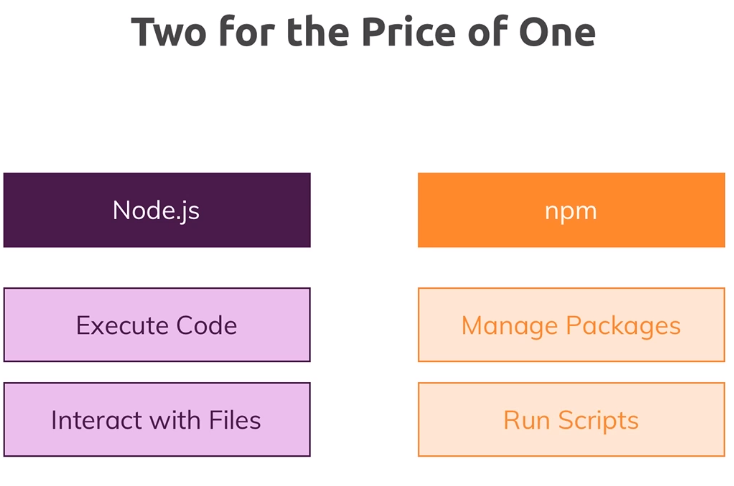 Two for the Price of One
Node.js
npm
Execute Code
Manage Packages
Interact with Files
Run Scripts